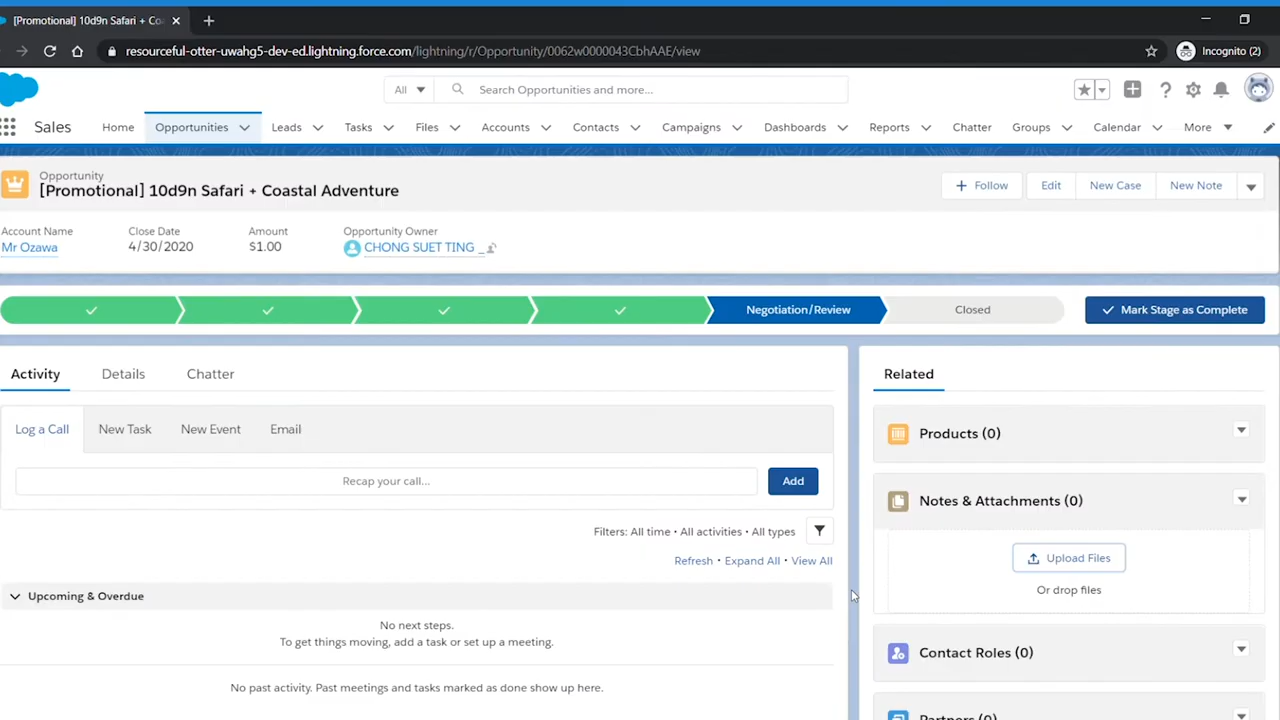 [Promotional] 10d9n Safari + Co
resourceful-otter-uwahg5-dev-ed.lightning.force.com/lightning/r/Opportunity/0062w0000043CbhAAE/view
Incognito (2)
All
Search Opportunities and more...
Sales
Home
Opportunities
Leads
Tasks
Files
Accounts
Contacts
Campaigns
Dashboards
Reports
Chatter
Groups
Calendar
More
Opportunity
[Promotional] 10d9n Safari + Coastal Adventure
Follow
Edit
New Case
New Note
Account Name
Mr Ozawa
Close Date
4/30/2020
Amount
$1.00
Opportunity Owner
CHONG SUET TING _
Negotiation/Review
Closed
Mark Stage as Complete
Activity
Details
Chatter
Log a Call
New Task
New Event
Email
Recap your call...
Add
Filters: All time • All activities • All types
Refresh • Expand All • View All
Upcoming & Overdue
No next steps.
To get things moving, add a task or set up a meeting.
No past activity. Past meetings and tasks marked as done show up here.
Related
Products (0)
Notes & Attachments (0)
Upload Files
Or drop files
Contact Roles (0)
Partners (0)